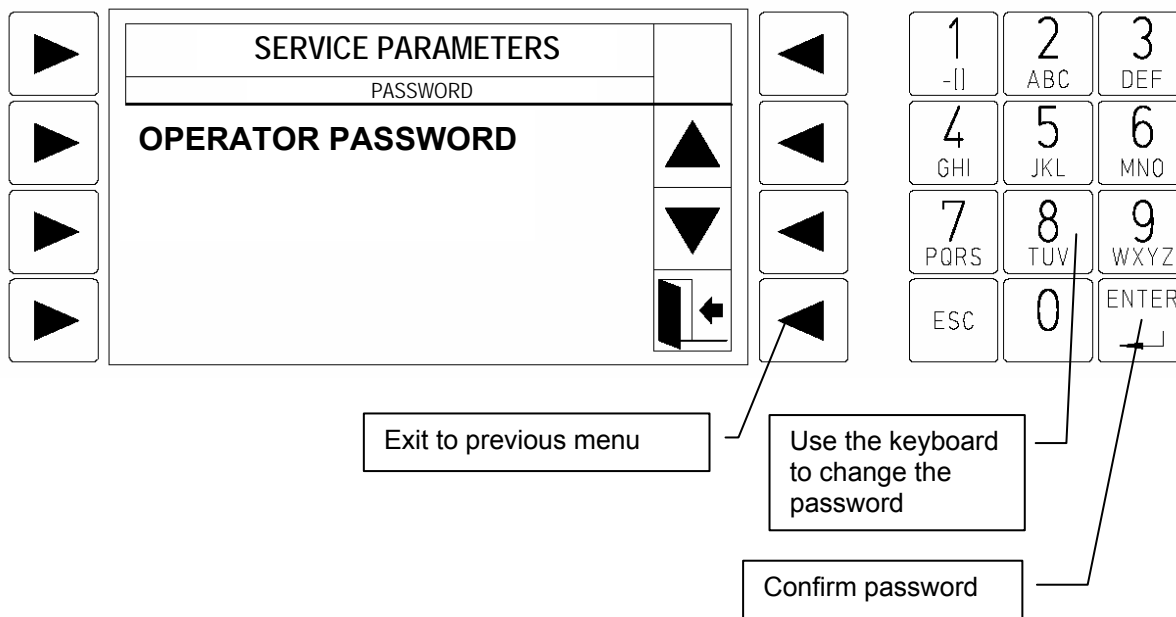 SERVICE PARAMETERS
PASSWORD
OPERATOR PASSWORD
1 2 3
-[] ABC DEF
4 5 6
GHI JKL MNO
7 8 9
PQRS TUV WXYZ
ESC 0 ENTER
Exit to previous menu
Use the keyboard
to change the
password
Confirm password